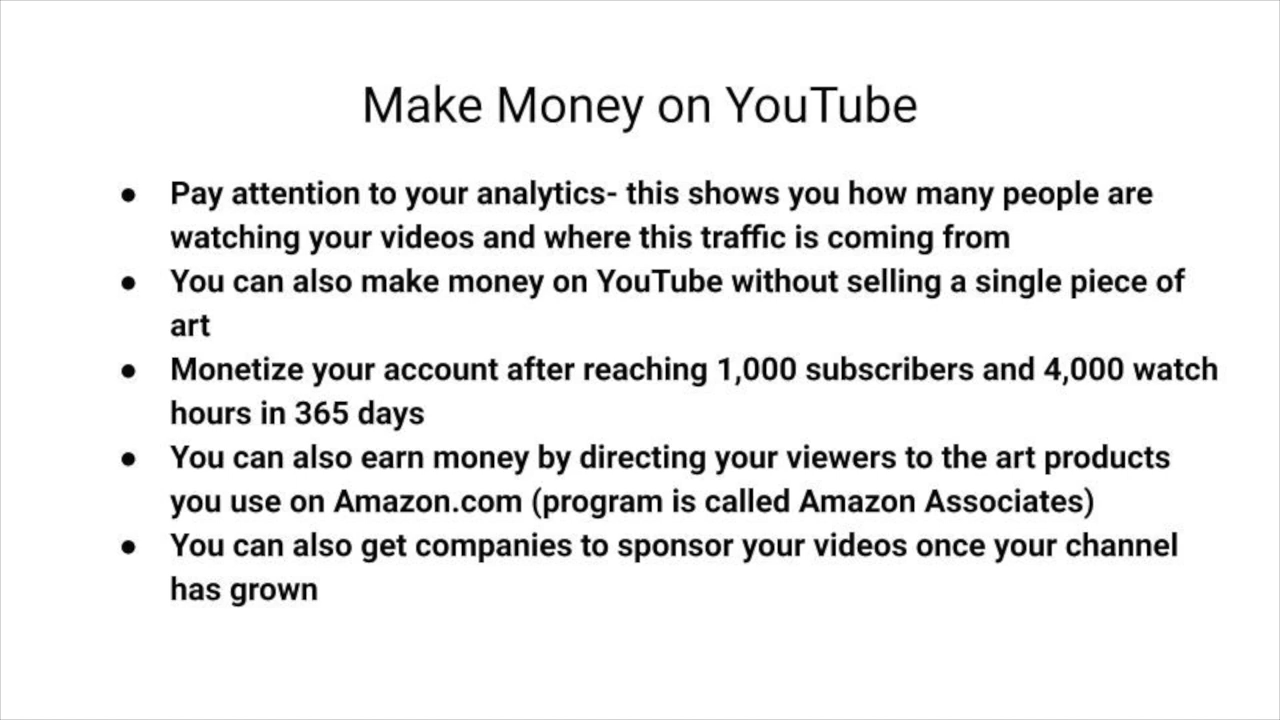 Make Money on YouTube
● Pay attention to your analytics- this shows you how many people are
watching your videos and where this traffic is coming from
● You can also make money on YouTube without selling a single piece of
art
● Monetize your account after reaching 1,000 subscribers and 4,000 watch
hours in 365 days
● You can also earn money by directing your viewers to the art products
you use on Amazon.com (program is called Amazon Associates)
● You can also get companies to sponsor your videos once your channel
has grown